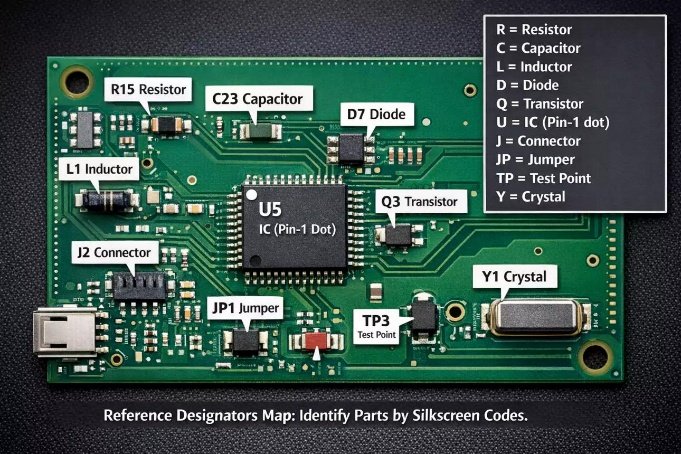 R = Resistor
C = Capacitor
L = Inductor
D = Diode
Q = Transistor
U = IC (Pin-1 dot)
J = Connector
JP = Jumper
TP = Test Point
Y = Crystal
R15 Resistor
C23 Capacitor
D7 Diode
L1 Inductor
U5
IC (Pin-1 Dot)
Q3 Transistor
J2 Connector
Y1 Crystal
JP1 Jumper
TP3
Test Point
Reference Designators Map: Identify Parts by Silkscreen Codes.